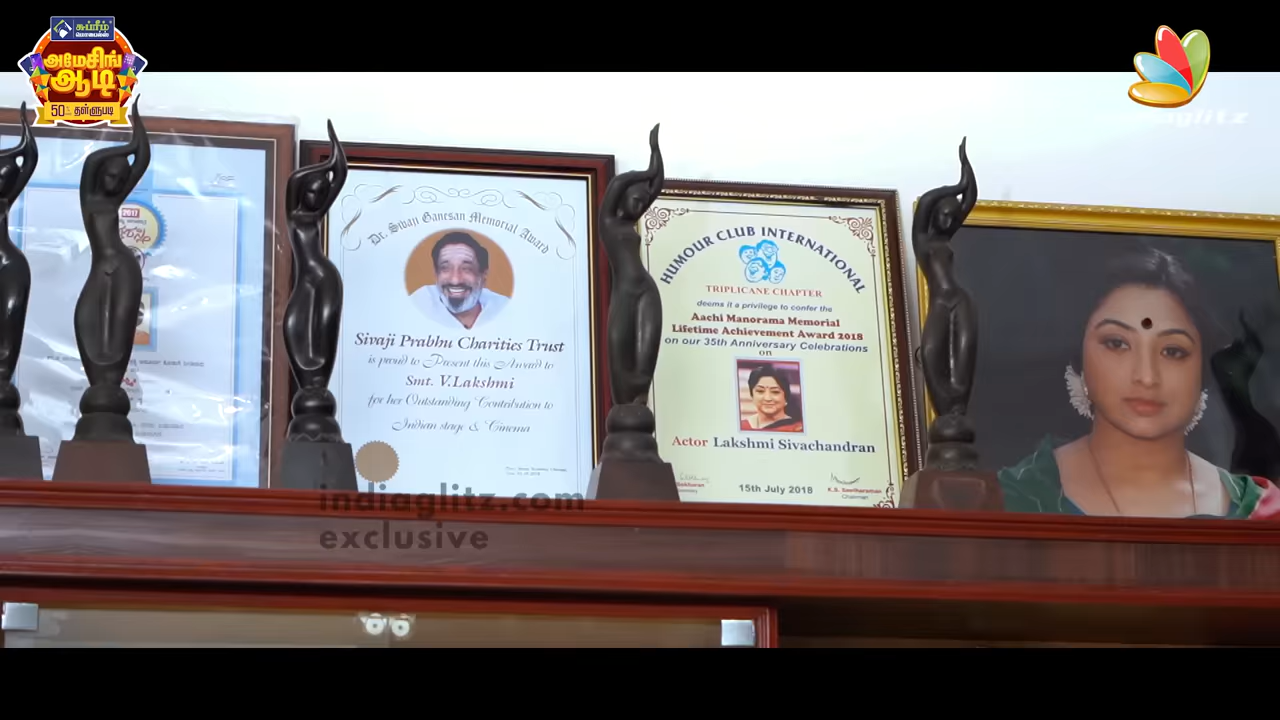 சுப்ரீம்
மொபைல்ஸ்
அமேசிங்
ஆடி
50% தள்ளுபடி
2017
Dr. Sivaji Ganesan Memorial Award
Sivaji Prabhu Charities Trust
is proud to Present this Award to
Smt. V.Lakshmi
for her Outstanding Contribution to
Indian stage & Cinema
HUMOUR CLUB INTERNATIONAL
TRIPLICANE CHAPTER
deems it a privilege to confer the
Aachi Manorama Memorial
Lifetime Achievement Award 2018
on our 35th Anniversary Celebrations
on
Actor Lakshmi Sivachandran
15th July 2018
K.S. Seetharaman
Chairman
indiaglitz.com
exclusive